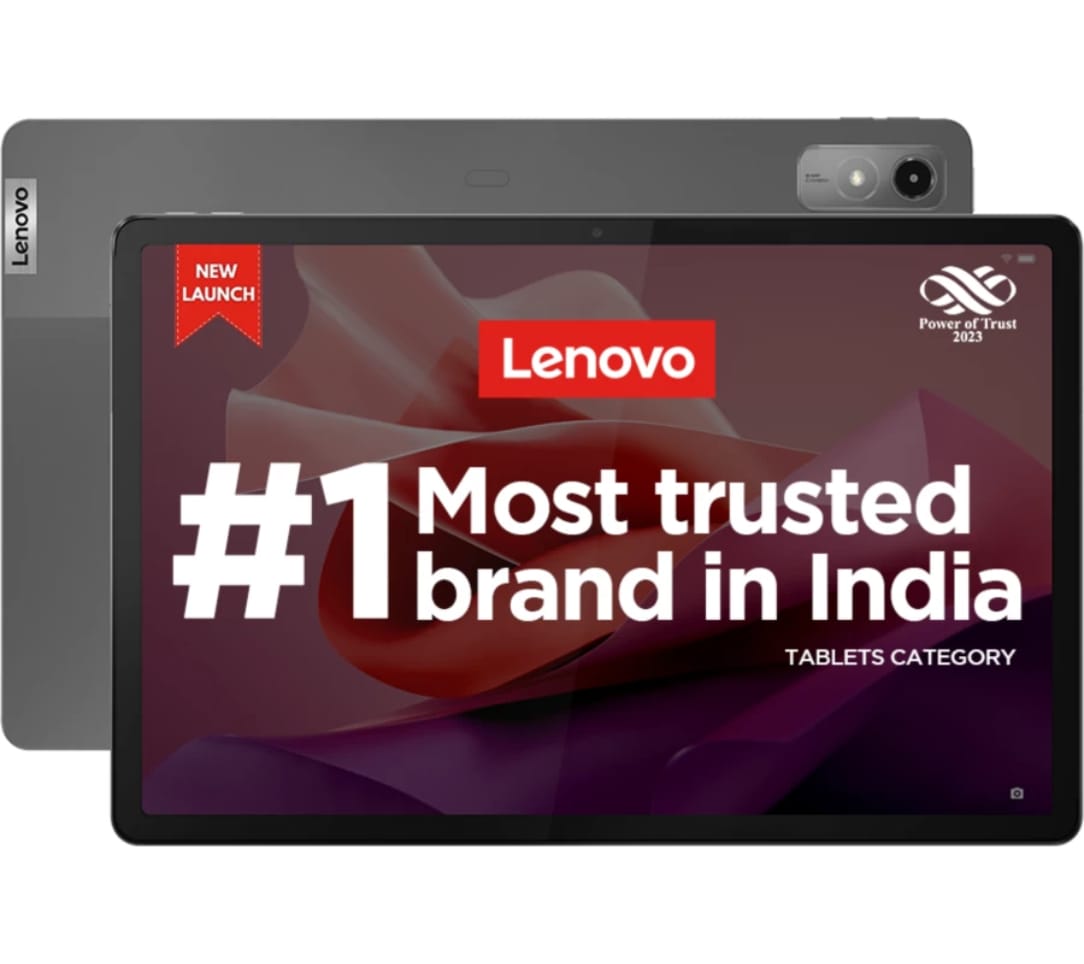 Lenovo
NEW
LAUNCH
Power of Trust
2023
Lenovo
#1 Most trusted
brand in India
TABLETS CATEGORY